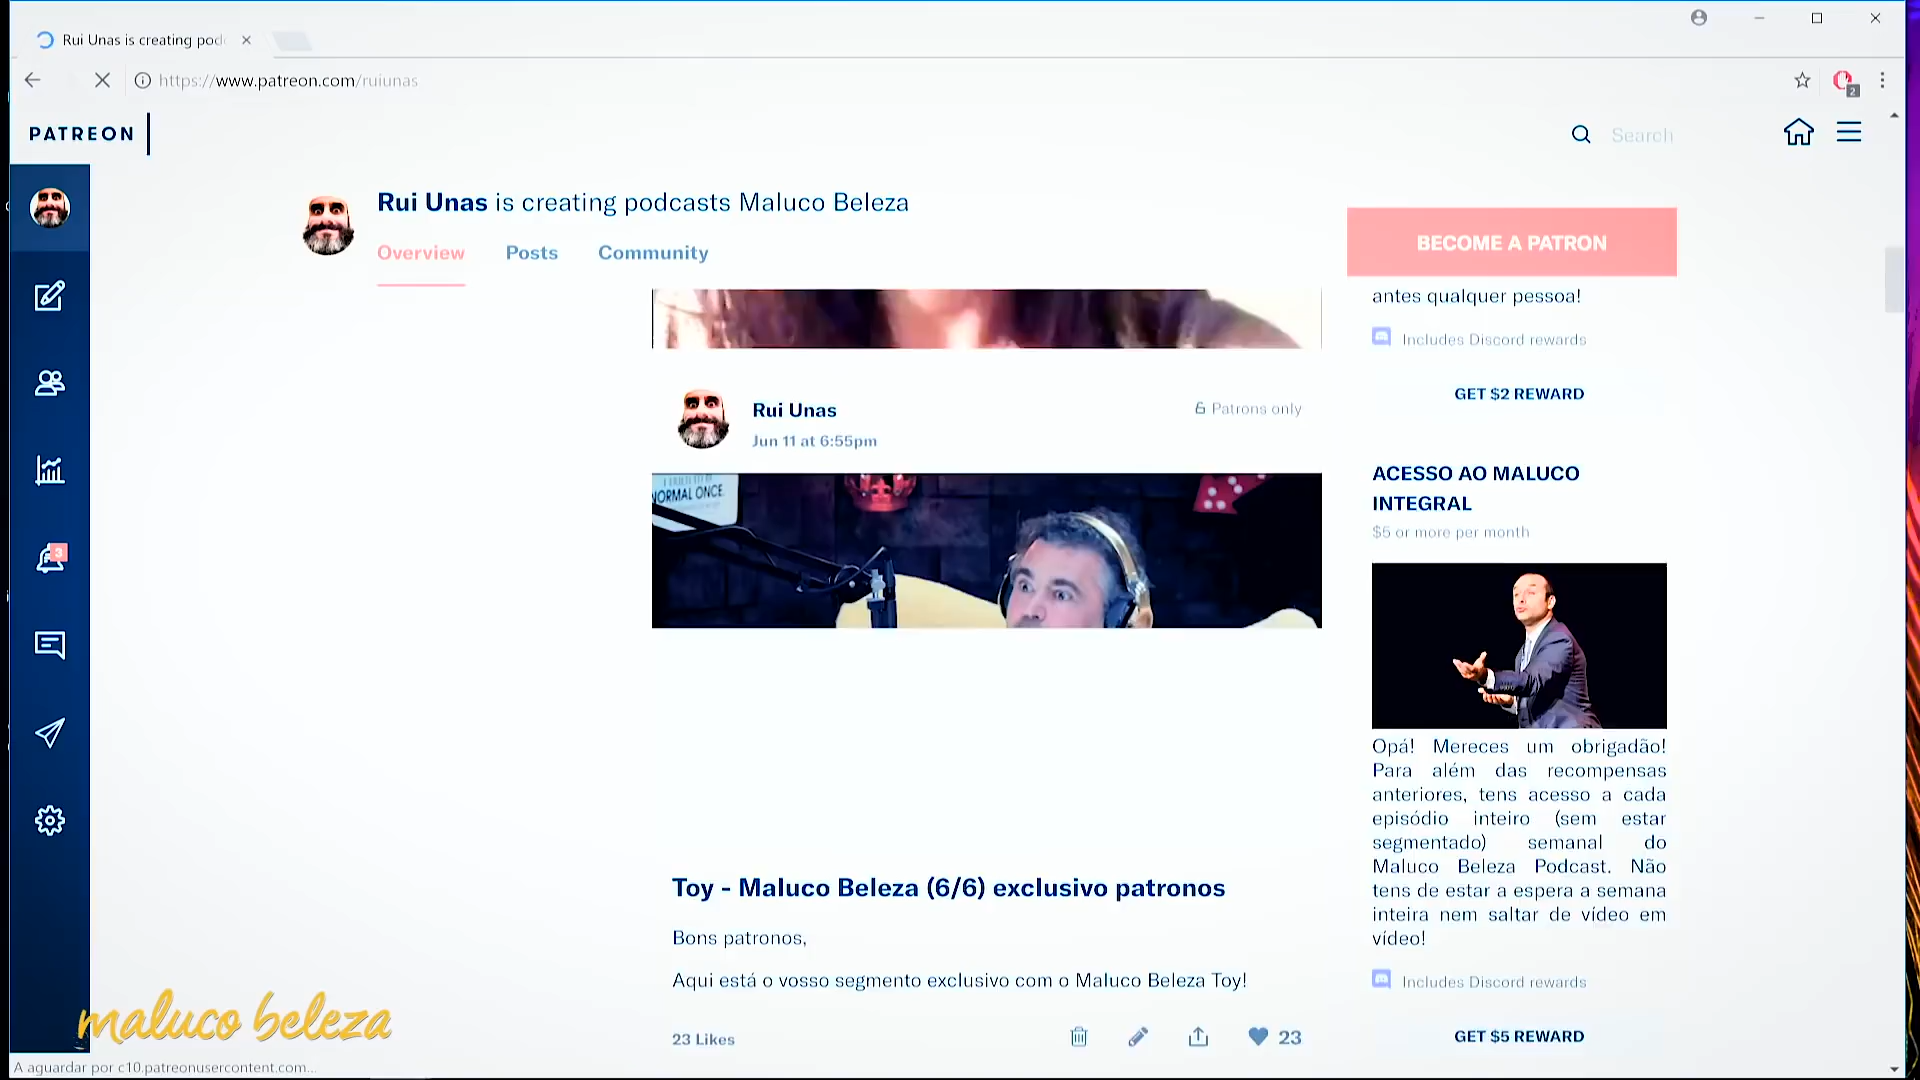 Rui Unas is creating pod
https://www.patreon.com/ruiunas
2
PATREON
Search
Rui Unas is creating podcasts Maluco Beleza
Overview
Posts
Community
BECOME A PATRON
antes qualquer pessoa!
Includes Discord rewards
GET $2 REWARD
Rui Unas
Patrons only
Jun 11 at 6:55pm
NORMAL ONCE.
ACESSO AO MALUCO
INTEGRAL
$5 or more per month
3
Opá! Mereces um obrigadão!
Para além das recompensas
anteriores, tens acesso a cada
episódio inteiro (sem estar
segmentado) semanal do
Maluco Beleza Podcast. Não
tens de estar a espera a semana
inteira nem saltar de vídeo em
vídeo!
Includes Discord rewards
GET $5 REWARD
Toy - Maluco Beleza (6/6) exclusivo patronos
Bons patronos,
Aqui está o vosso segmento exclusivo com o Maluco Beleza Toy!
23 Likes
23
maluco beleza
A aguardar por c10.patreonusercontent.com...